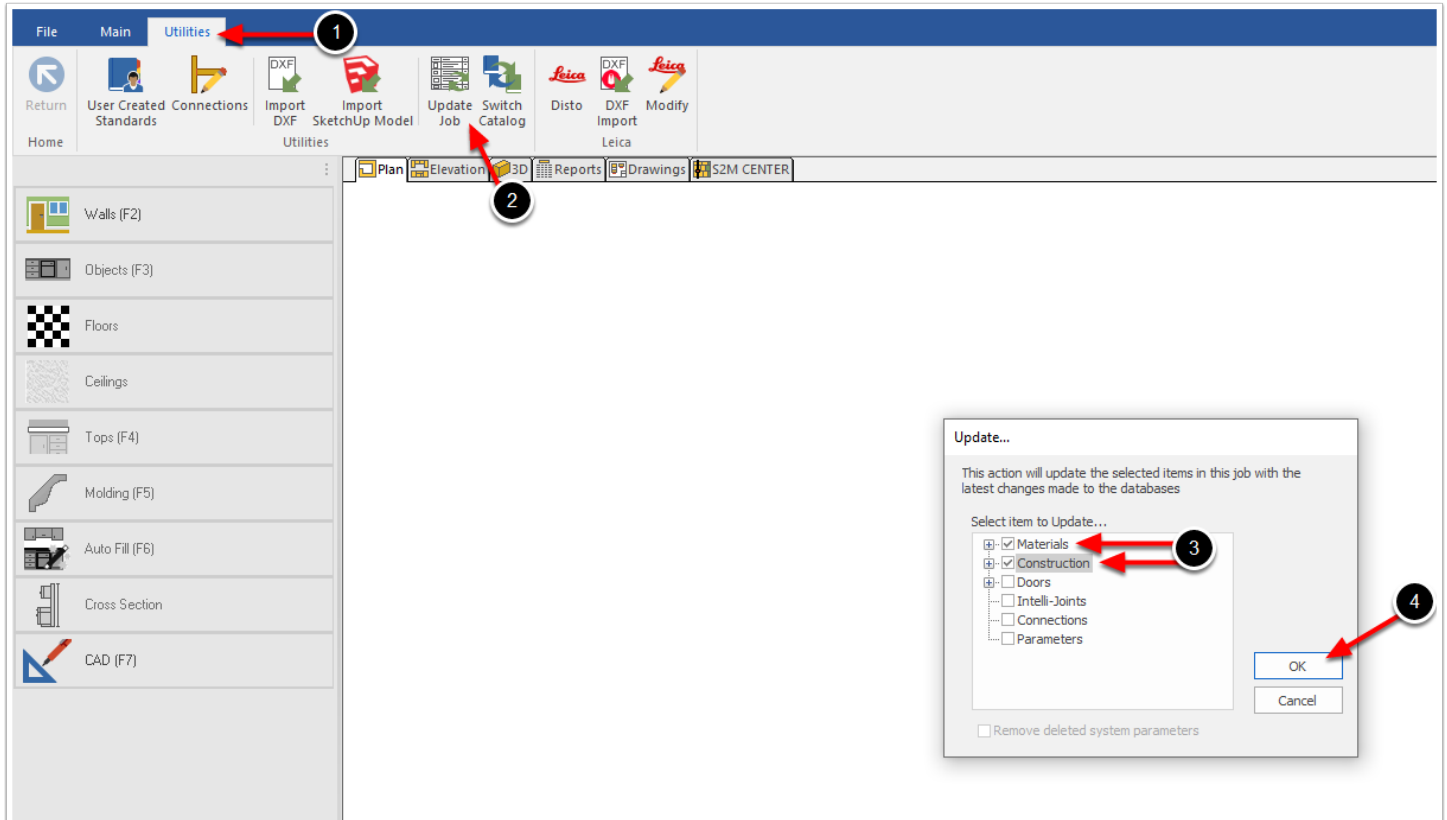 File Main Utilities 1
DXF Leica DXF Leica
Return User Created Connections Import Import Update Switch Disto DXF Modify
Standards DXF SketchUp Model Job Catalog Import
Home Utilities Leica
Plan Elevation 3D Reports Drawings S2M CENTER
2
Walls (F2)
Objects (F3)
Floors
Ceilings
Tops (F4)
Molding (F5)
Auto Fill (F6)
Cross Section
CAD (F7)
Update...
This action will update the selected items in this job with the
latest changes made to the databases
Select item to Update...
Materials
3
Construction
Doors
Intelli-Joints
Connections
Parameters
4
OK
Cancel
Remove deleted system parameters